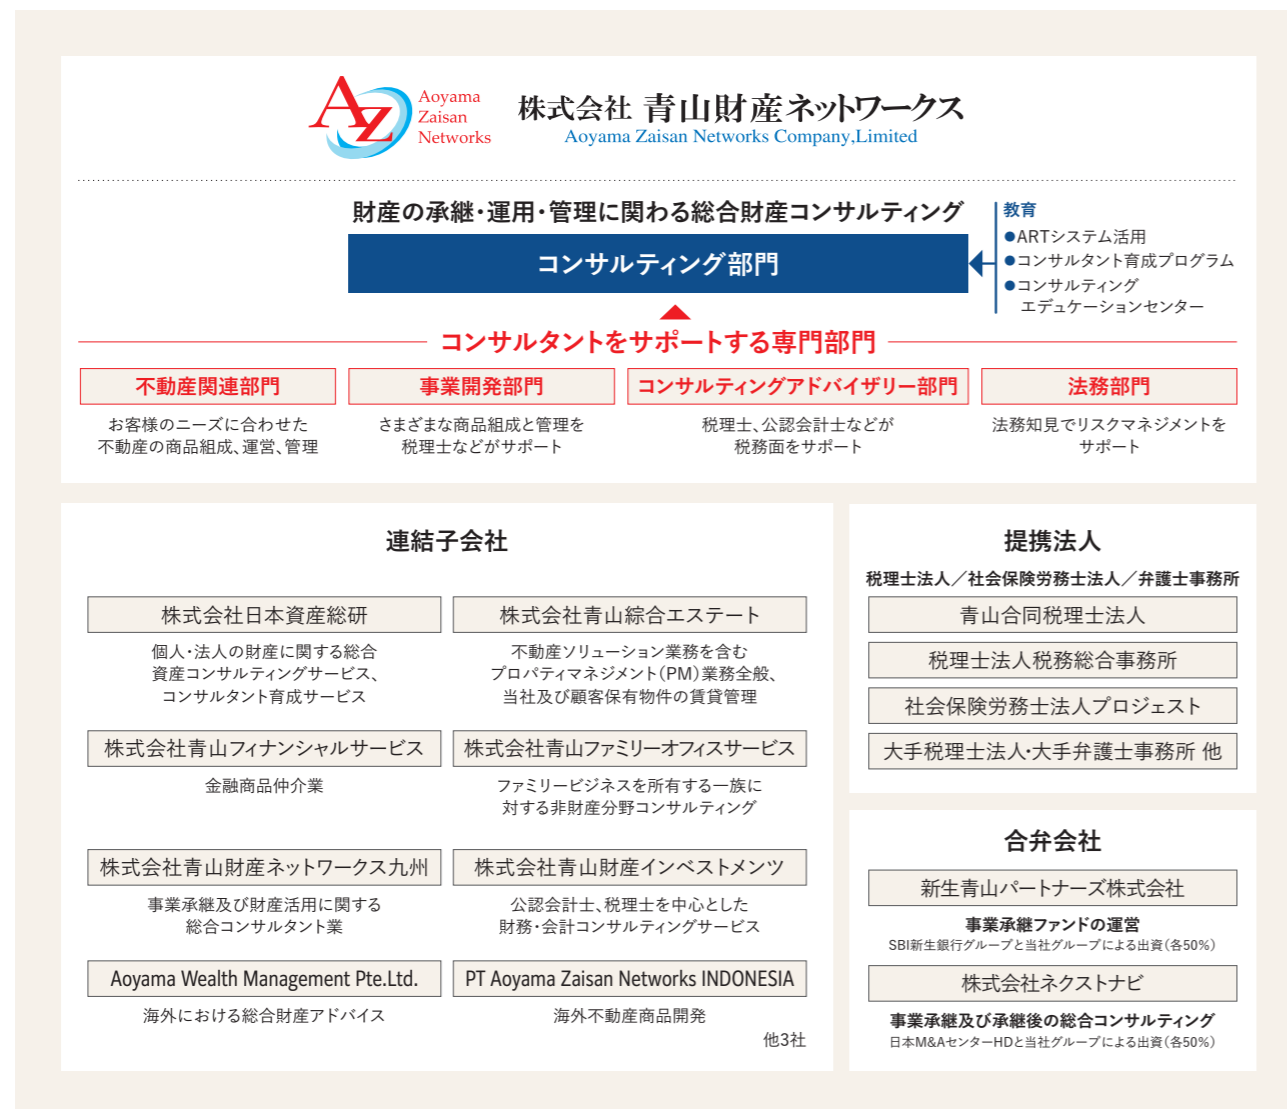 AZ
Aoyama
Zaisan
Networks
株式会社 青山財産ネットワークス
Aoyama Zaisan Networks Company,Limited
財産の承継・運用・管理に関わる総合財産コンサルティング
コンサルティング部門
教育
●ARTシステム活用
●コンサルタント育成プログラム
●コンサルティング
エデュケーションセンター
コンサルタントをサポートする専門部門
不動産関連部門
お客様のニーズに合わせた
不動産の商品組成、運営、管理
事業開発部門
さまざまな商品組成と管理を
税理士などがサポート
コンサルティングアドバイザリー部門
税理士、公認会計士などが
税務面をサポート
法務部門
法務知見でリスクマネジメントを
サポート
連結子会社
株式会社日本資産総研
個人・法人の財産に関する総合
資産コンサルティングサービス、
コンサルタント育成サービス
株式会社青山綜合エステート
不動産ソリューション業務を含む
プロパティマネジメント(PM)業務全般、
当社及び顧客保有物件の賃貸管理
株式会社青山フィナンシャルサービス
金融商品仲介業
株式会社青山ファミリーオフィスサービス
ファミリービジネスを所有する一族に
対する非財産分野コンサルティング
株式会社青山財産ネットワークス九州
事業承継及び財産活用に関する
総合コンサルタント業
株式会社青山財産インベストメンツ
公認会計士、税理士を中心とした
財務・会計コンサルティングサービス
Aoyama Wealth Management Pte.Ltd.
海外における総合財産アドバイス
PT Aoyama Zaisan Networks INDONESIA
海外不動産商品開発
他3社
提携法人
税理士法人／社会保険労務士法人／弁護士事務所
青山合同税理士法人
税理士法人税務総合事務所
社会保険労務士法人プロジェスト
大手税理士法人・大手弁護士事務所 他
合弁会社
新生青山パートナーズ株式会社
事業承継ファンドの運営
SBI新生銀行グループと当社グループによる出資(各50%)
株式会社ネクストナビ
事業承継及び承継後の総合コンサルティング
日本M&AセンターHDと当社グループによる出資(各50%)